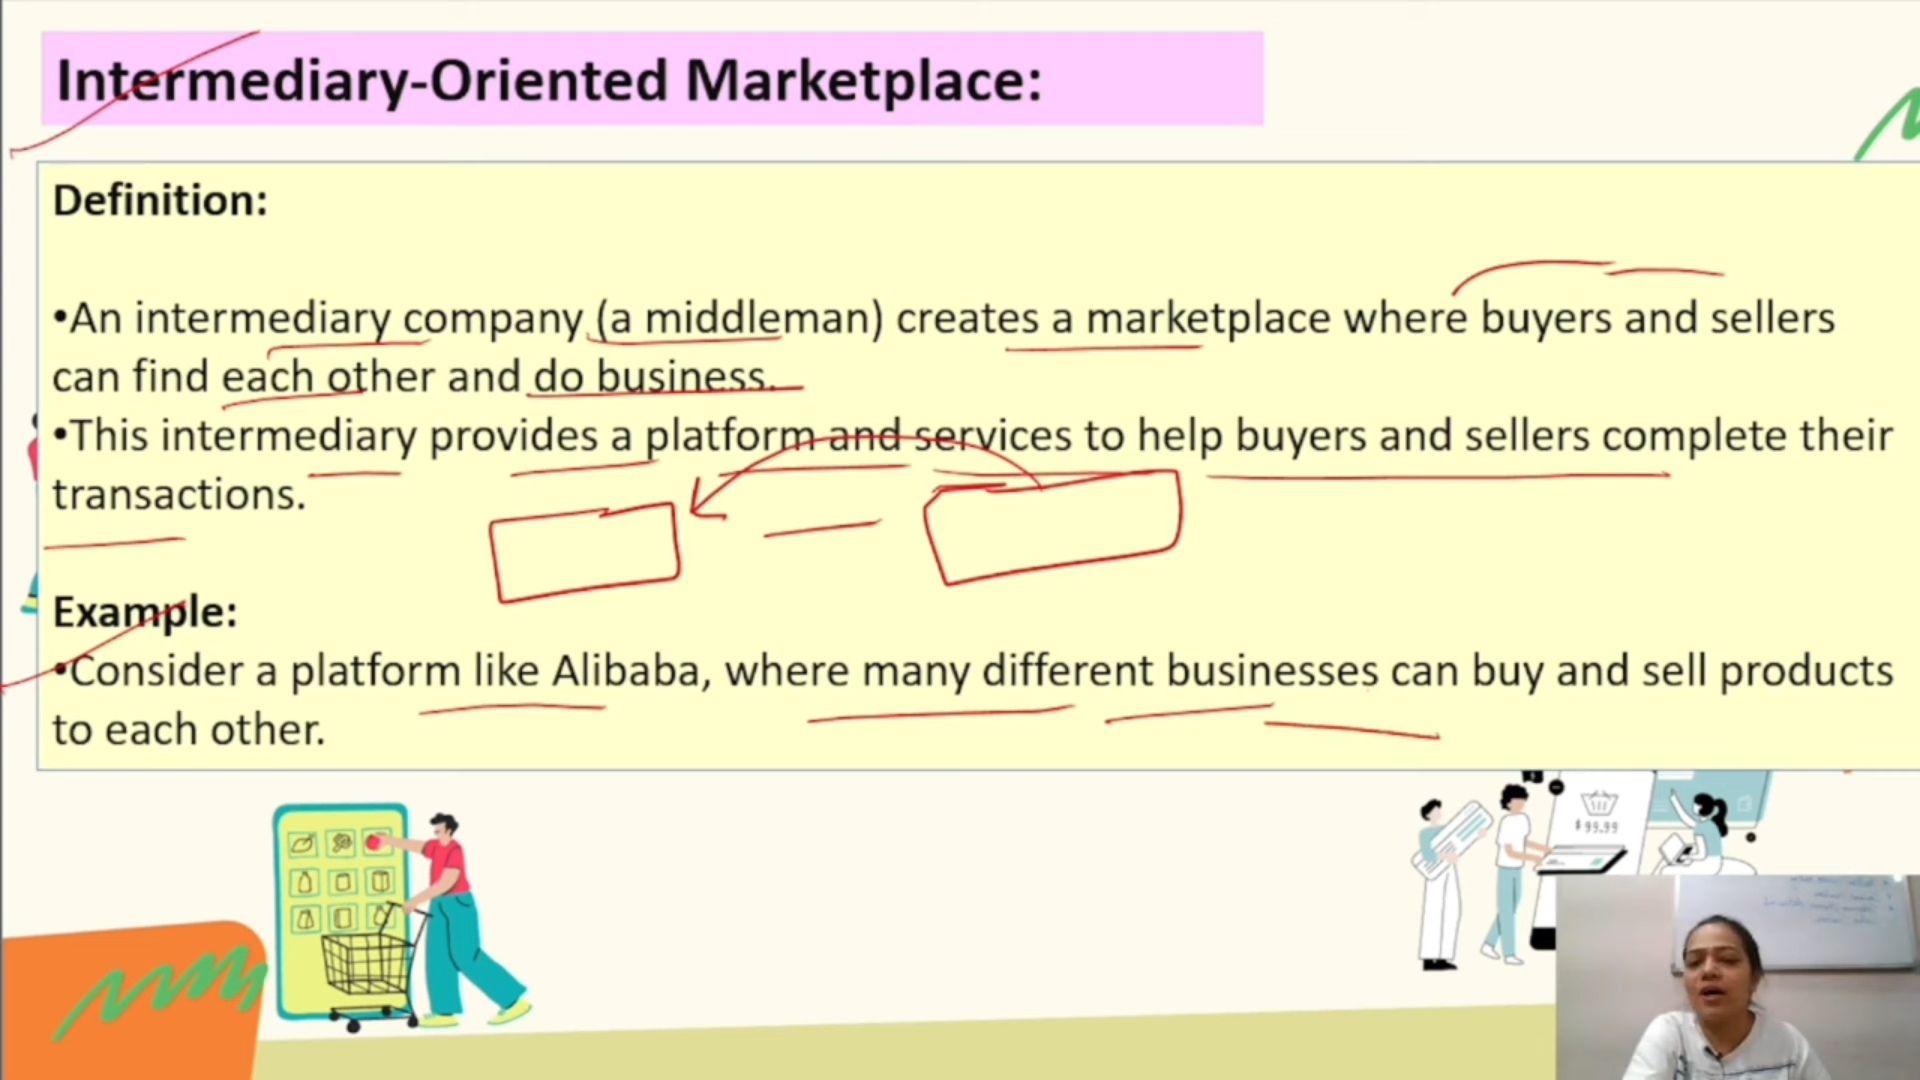 Intermediary-Oriented Marketplace:
Definition:
•An intermediary company (a middleman) creates a marketplace where buyers and sellers
can find each other and do business.
•This intermediary provides a platform and services to help buyers and sellers complete their
transactions.
Example:
•Consider a platform like Alibaba, where many different businesses can buy and sell products
to each other.
$99.99